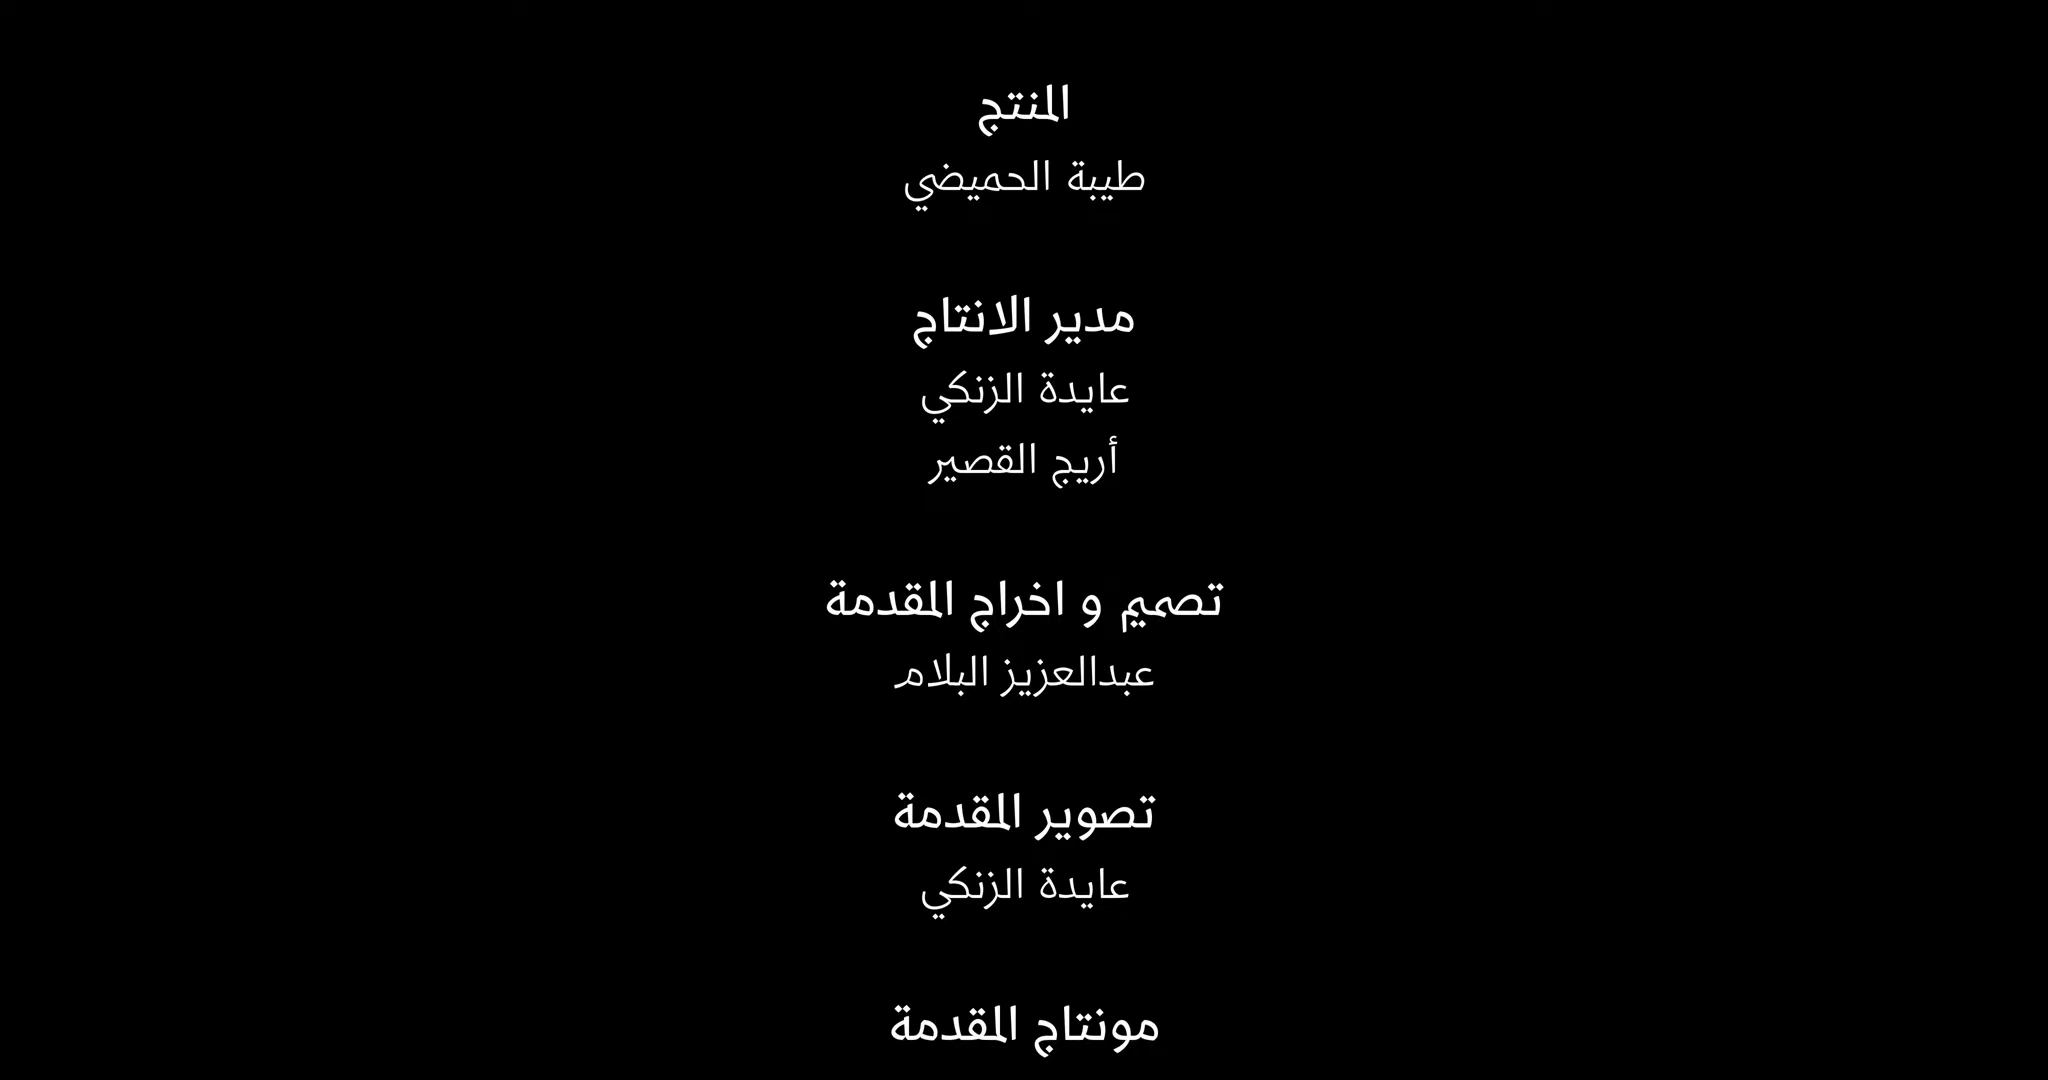 المنتج
طيبة الحميضي
مدير الانتاج
عايدة الزنكي
أريج القصير
تصميم و اخراج المقدمة
عبدالعزيز البلام
تصوير المقدمة
عايدة الزنكي
مونتاج المقدمة